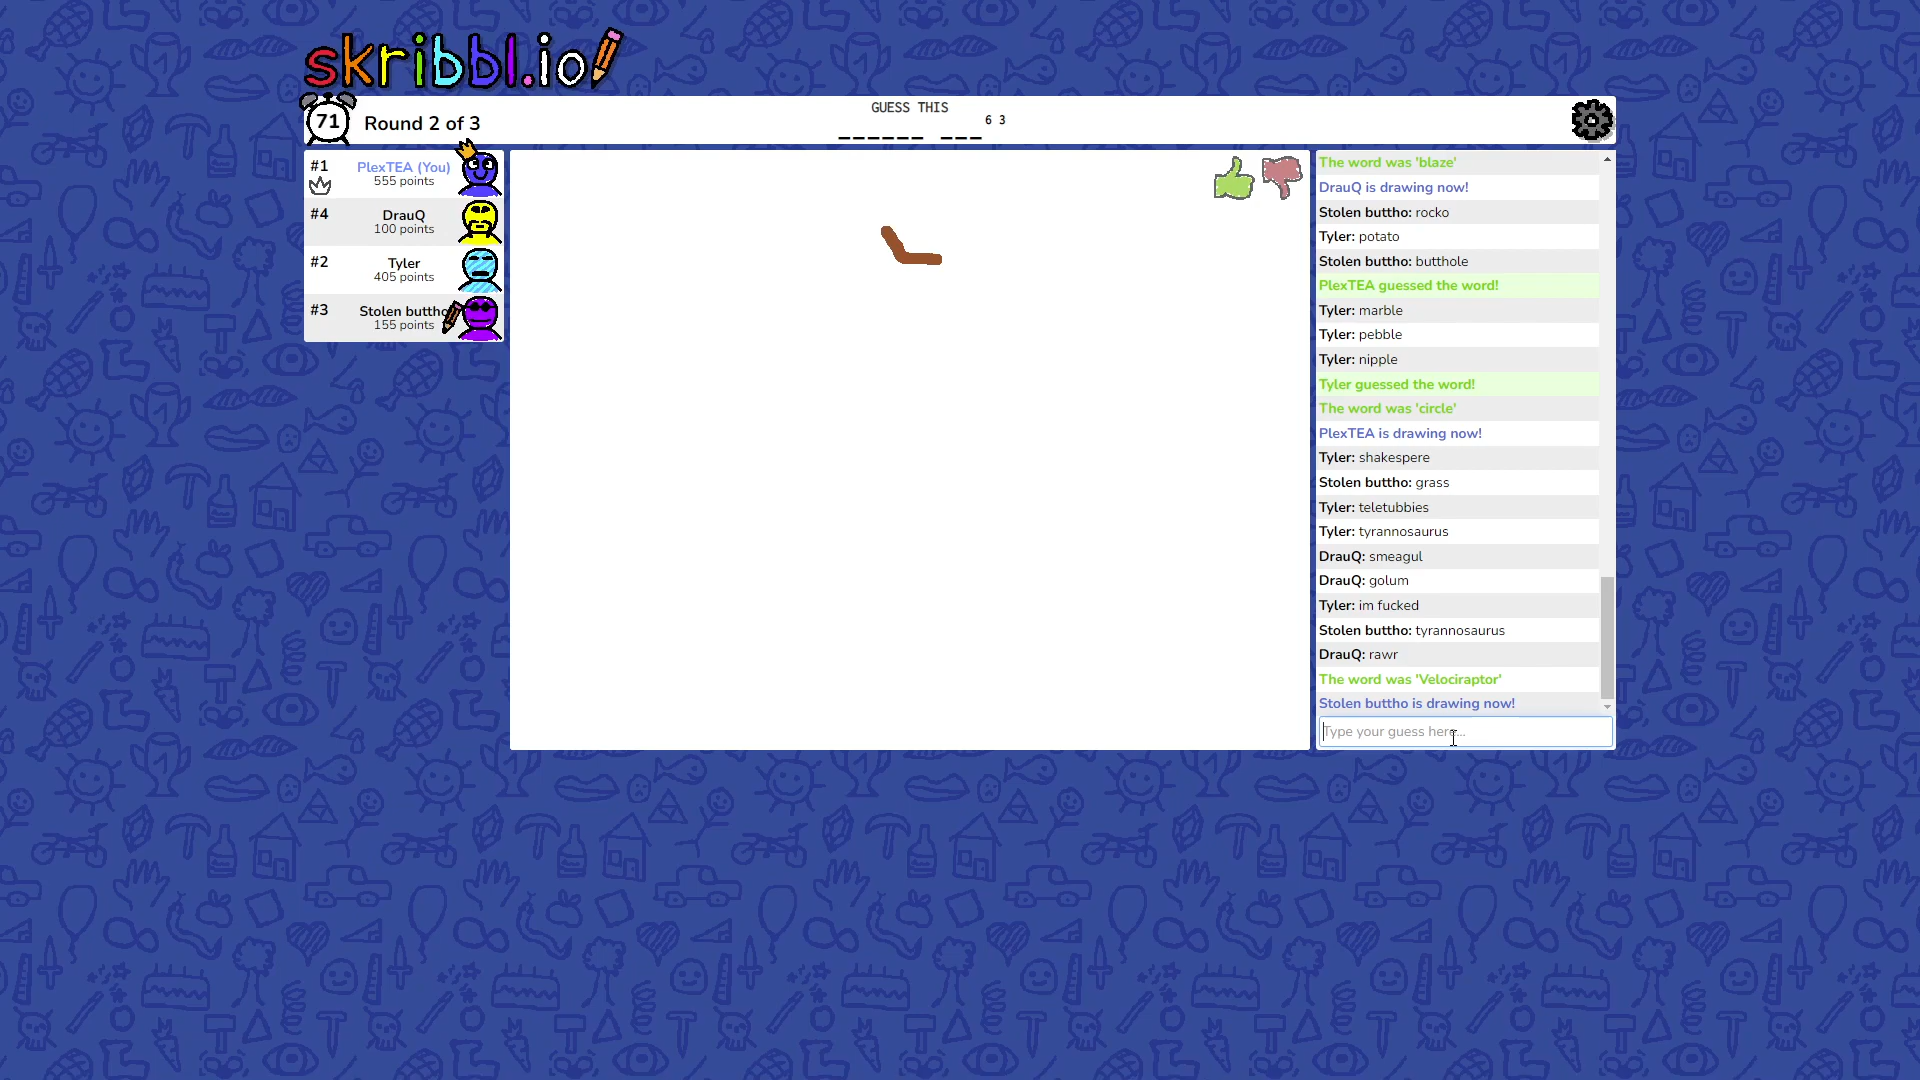 skribbl.io
71
Round 2 of 3
GUESS THIS
______ ___ 6 3
#1
PlexTEA (You)
555 points
#4
DrauQ
100 points
#2
Tyler
405 points
#3
Stolen buttho
155 points
The word was 'blaze'
DrauQ is drawing now!
Stolen buttho: rocko
Tyler: potato
Stolen buttho: butthole
PlexTEA guessed the word!
Tyler: marble
Tyler: pebble
Tyler: nipple
Tyler guessed the word!
The word was 'circle'
PlexTEA is drawing now!
Tyler: shakespere
Stolen buttho: grass
Tyler: teletubbies
Tyler: tyrannosaurus
DrauQ: smeagul
DrauQ: golum
Tyler: im fucked
Stolen buttho: tyrannosaurus
DrauQ: rawr
The word was 'Velociraptor'
Stolen buttho is drawing now!
Type your guess here...